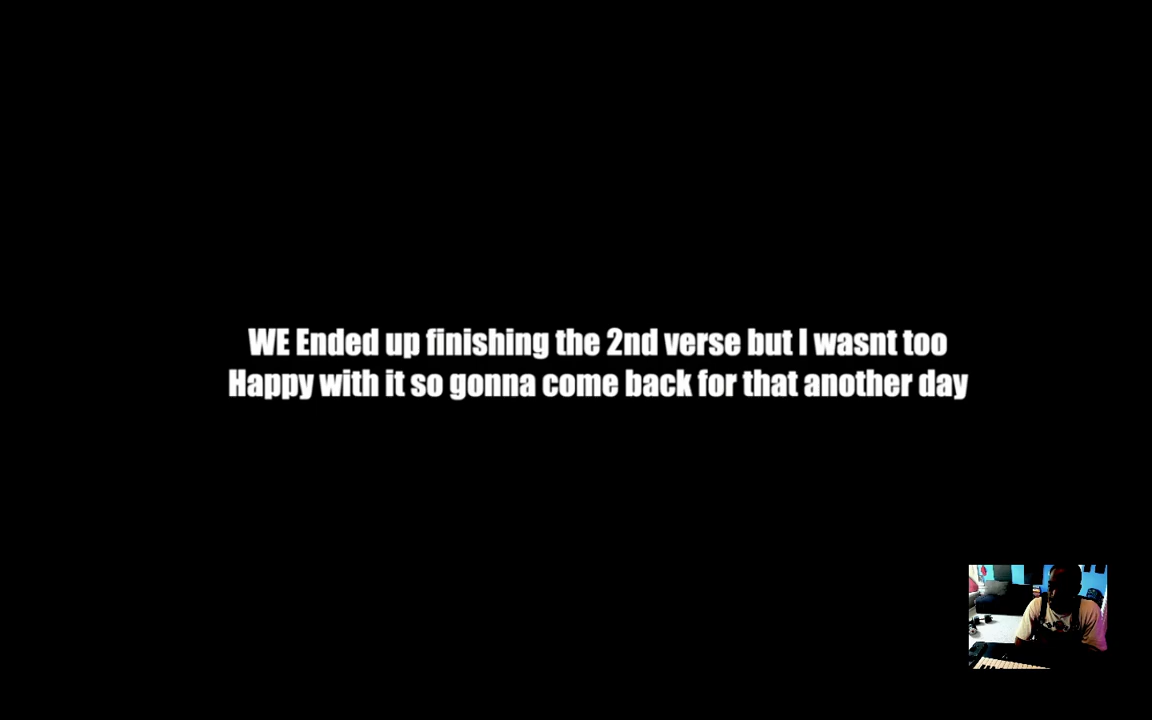 WE Ended up finishing the 2nd verse but I wasnt too
Happy with it so gonna come back for that another day